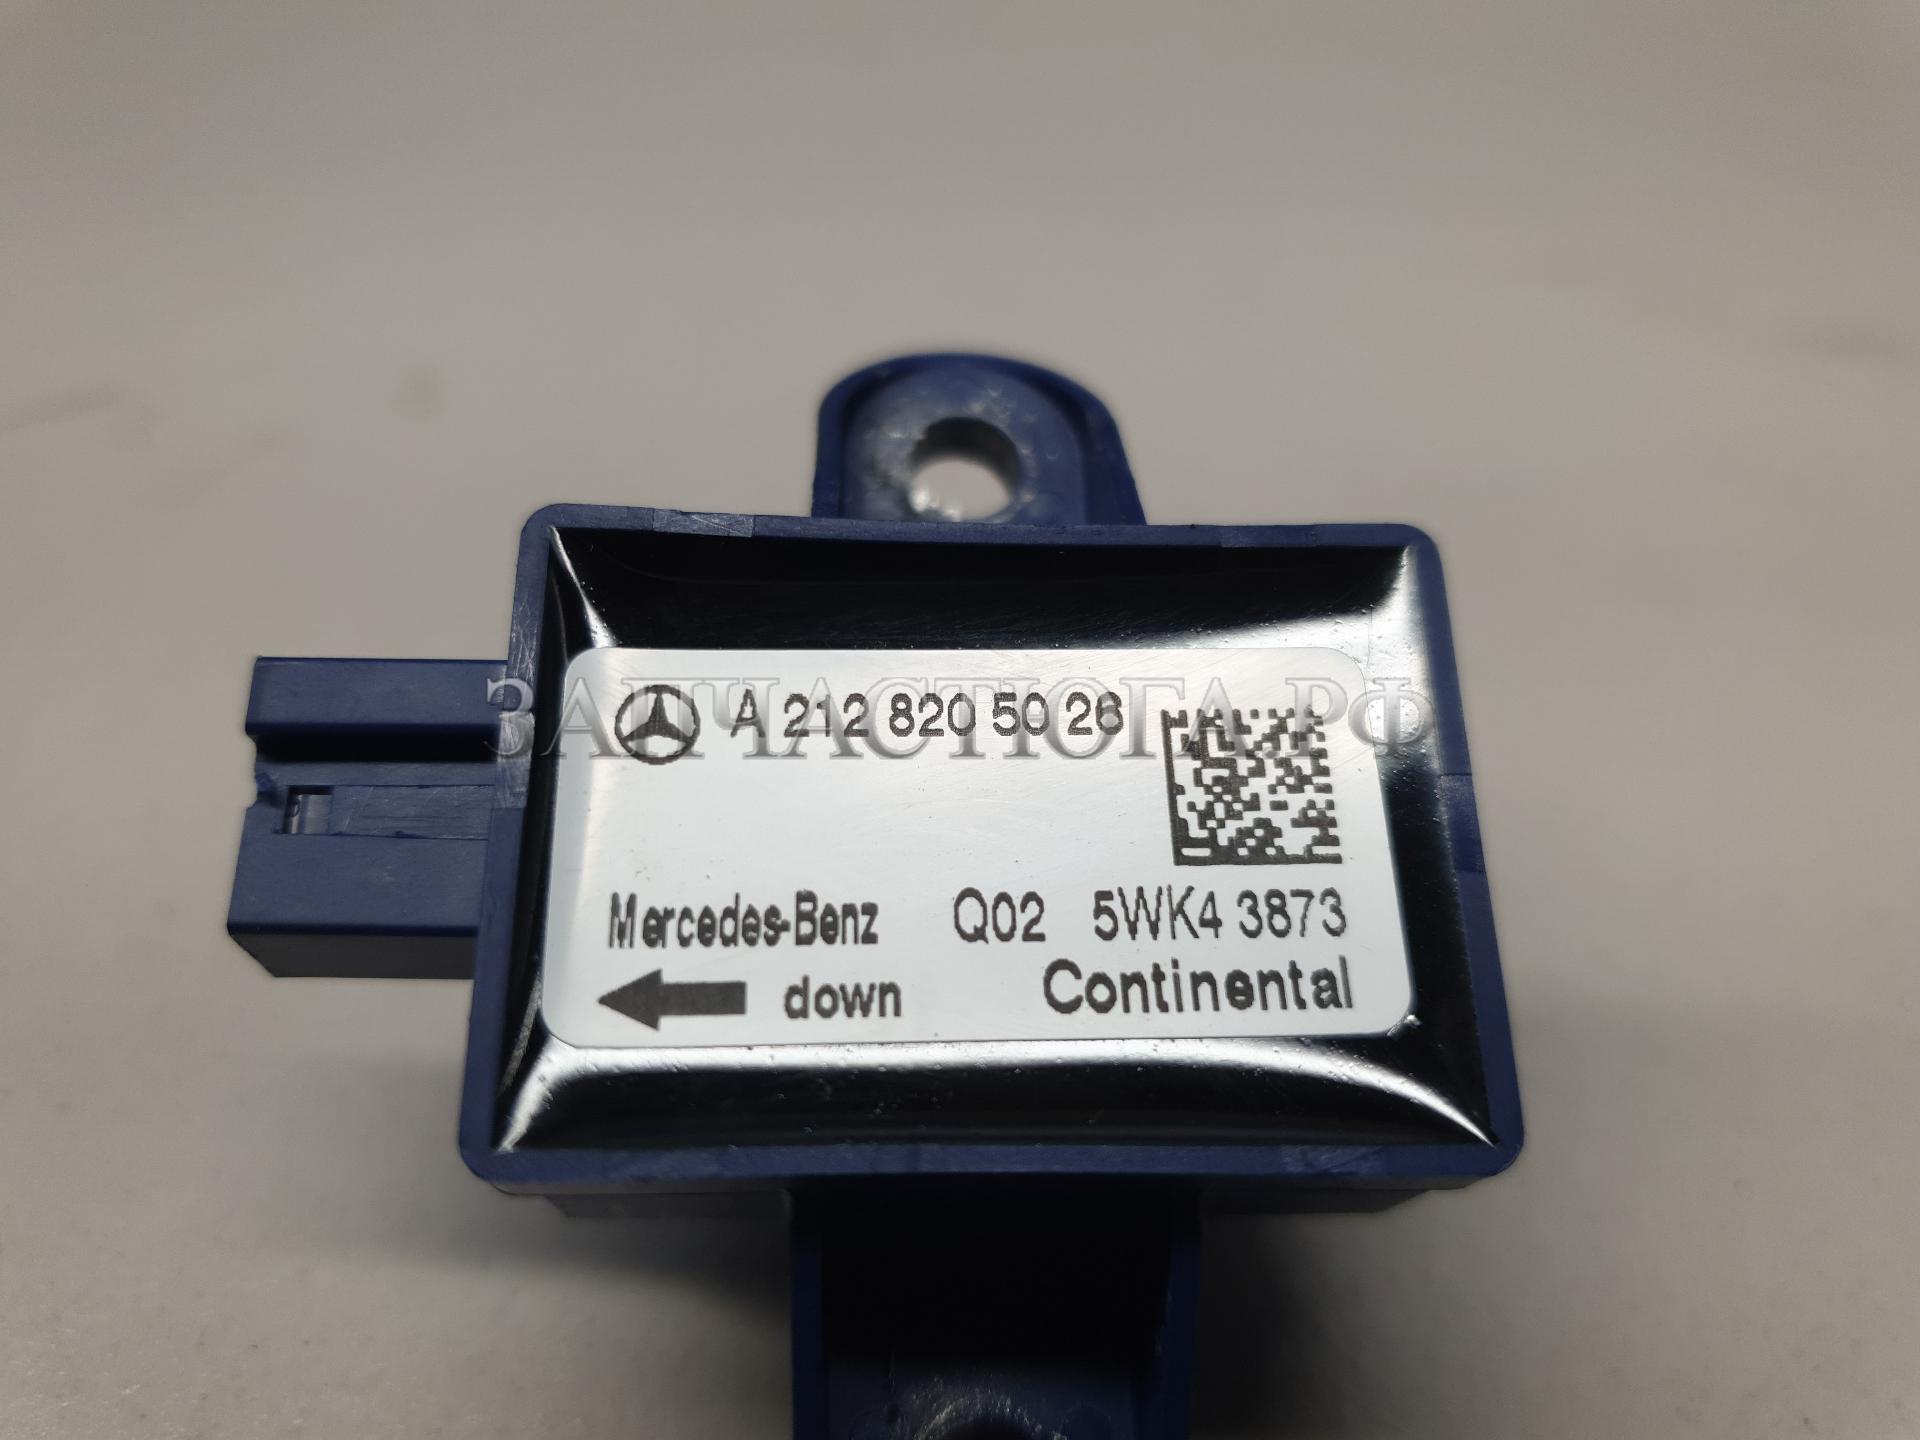 A 212 820 50 26
ЗАПЧАСТЮГА.РФ
Mercedes-Benz Q02 5WK4 3873
down Continental